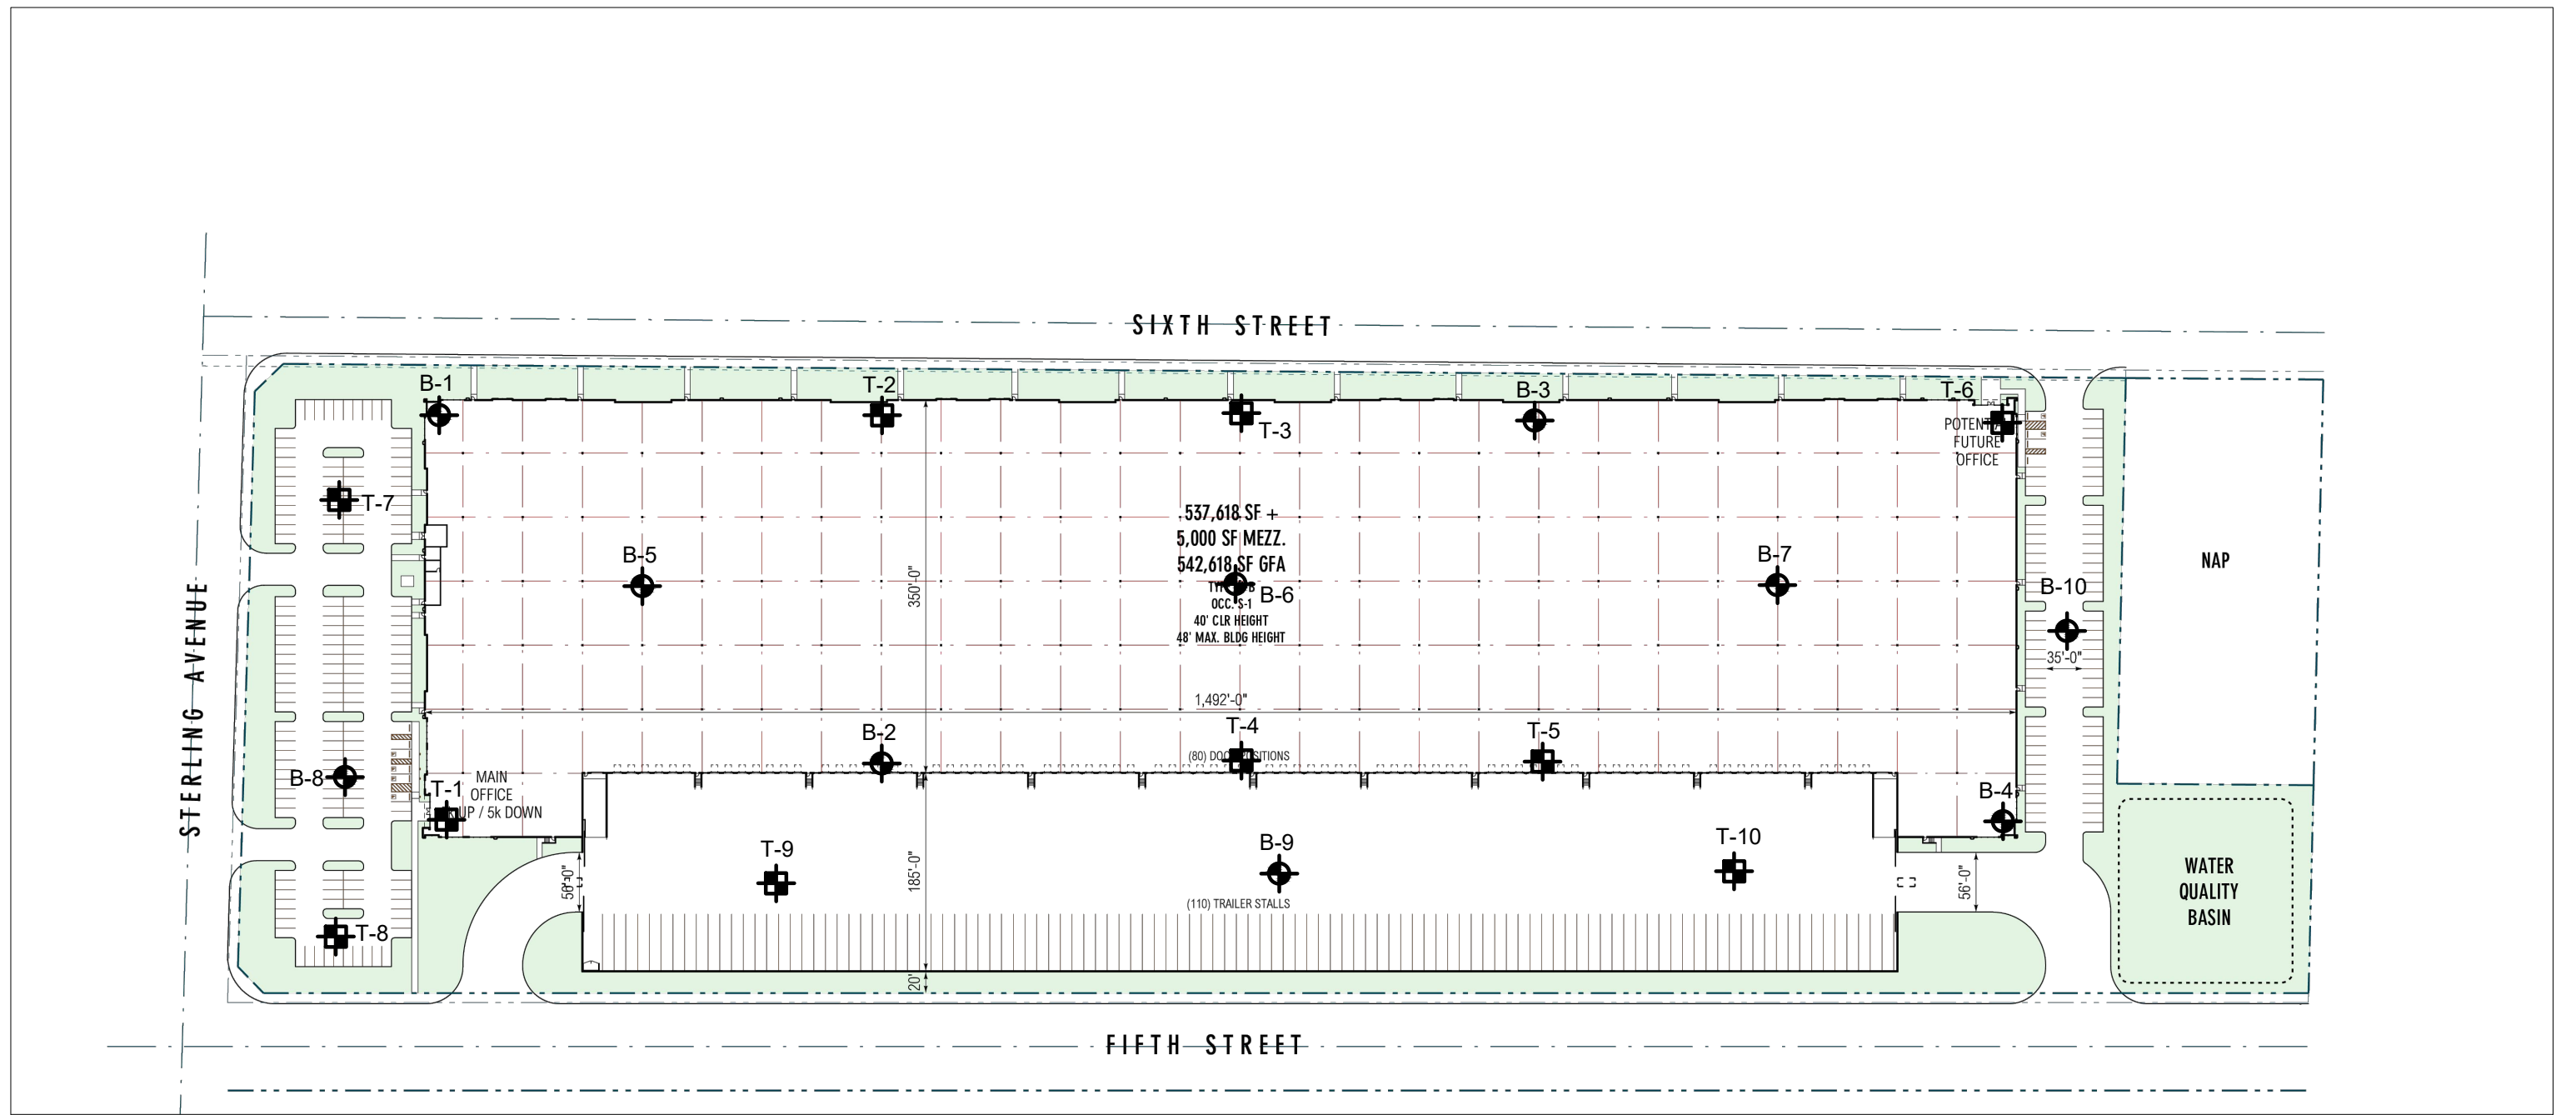 SIXTH STREET
B-1
T-2
B-3
T-6
T-3
POTENTIAL
FUTURE
OFFICE
T-7
537,618 SF +
5,000 SF MEZZ.
542,618 SF GFA
B-5
B-6
B-7
OCC. S-1
40' CLR HEIGHT
48' MAX. BLDG HEIGHT
350'-0"
B-10
35'-0"
NAP
STERLING AVENUE
1,492'-0"
B-2
T-4
T-5
(80) DOCK POSITIONS
B-8
T-1
MAIN
OFFICE
UP / 5k DOWN
B-4
T-9
B-9
T-10
56'-0"
185'-0"
56'-0"
(110) TRAILER STALLS
WATER
QUALITY
BASIN
T-8
20'
FIFTH STREET